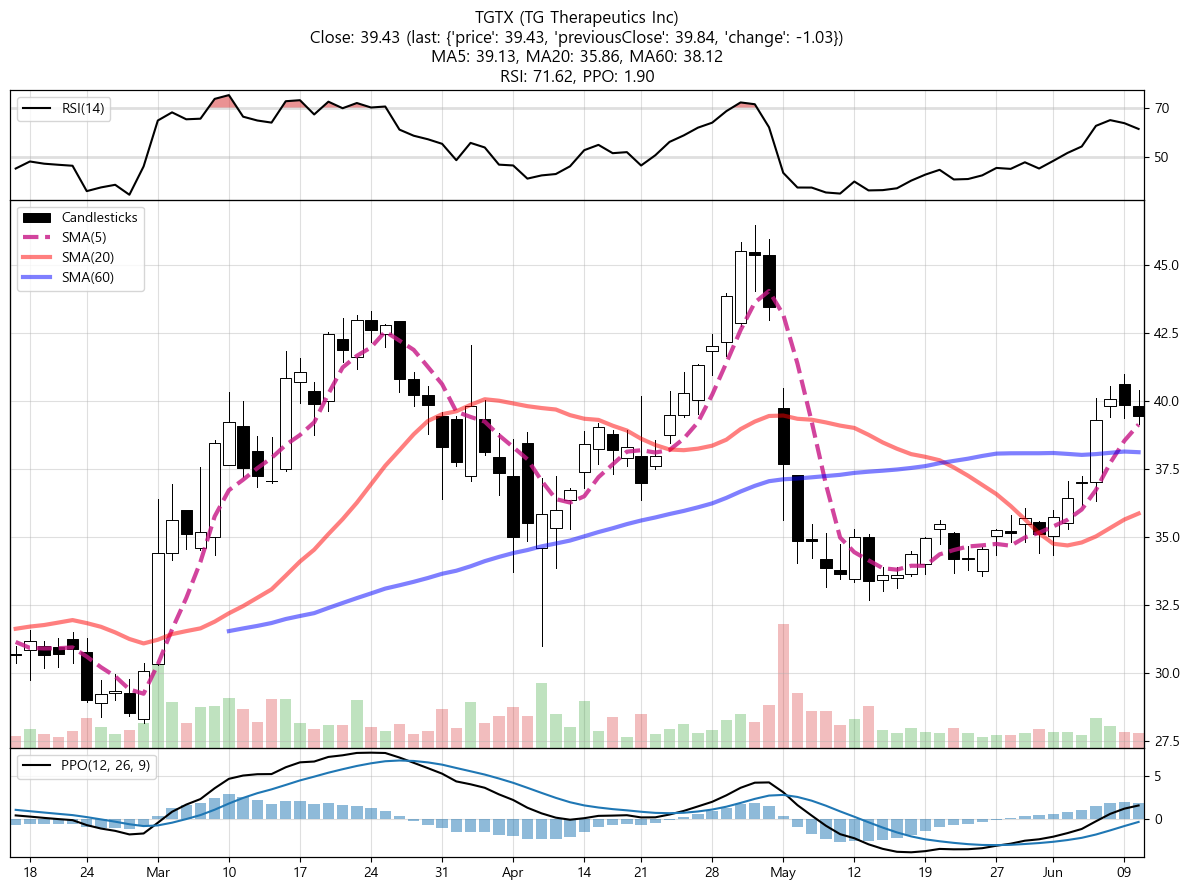 TGTX (TG Therapeutics Inc)
Close: 39.43 (last: {'price': 39.43, 'previousClose': 39.84, 'change': -1.03})
MA5: 39.13, MA20: 35.86, MA60: 38.12
RSI: 71.62, PPO: 1.90
RSI(14)
70
50
Candlesticks
SMA(5)
SMA(20)
SMA(60)
45.0
42.5
40.0
37.5
35.0
32.5
30.0
27.5
PPO(12, 26, 9)
5
0
18 24 Mar 10 17 24 31 Apr 14 21 28 May 12 19 27 Jun 09